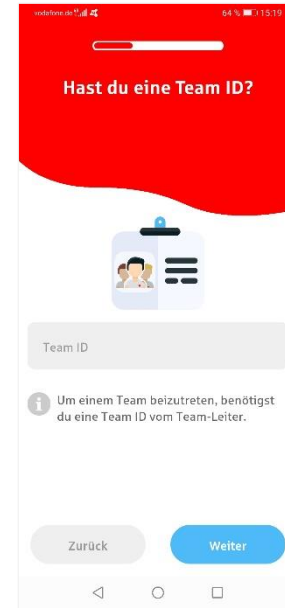 vodafone.de
64 % 15:19
Hast du eine Team ID?
Team ID
Um einem Team beizutreten, benötigst
du eine Team ID vom Team-Leiter.
Zurück
Weiter